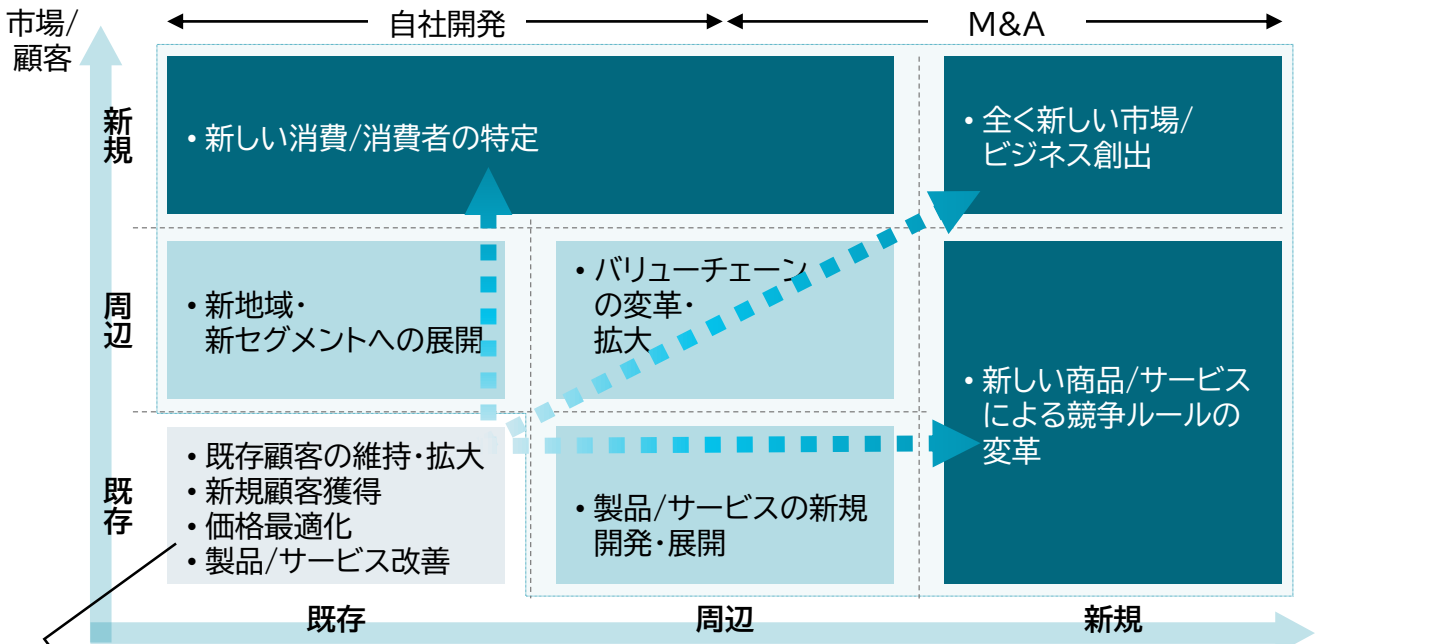 市場/
顧客
自社開発
M&A
新規
• 新しい消費/消費者の特定
• 全く新しい市場/
ビジネス創出
周辺
• 新地域・
新セグメントへの展開
• バリューチェーン
の変革・
拡大
• 新しい商品/サービス
による競争ルールの
変革
既存
• 既存顧客の維持・拡大
• 新規顧客獲得
• 価格最適化
• 製品/サービス改善
• 製品/サービスの新規
開発・展開
既存
周辺
新規